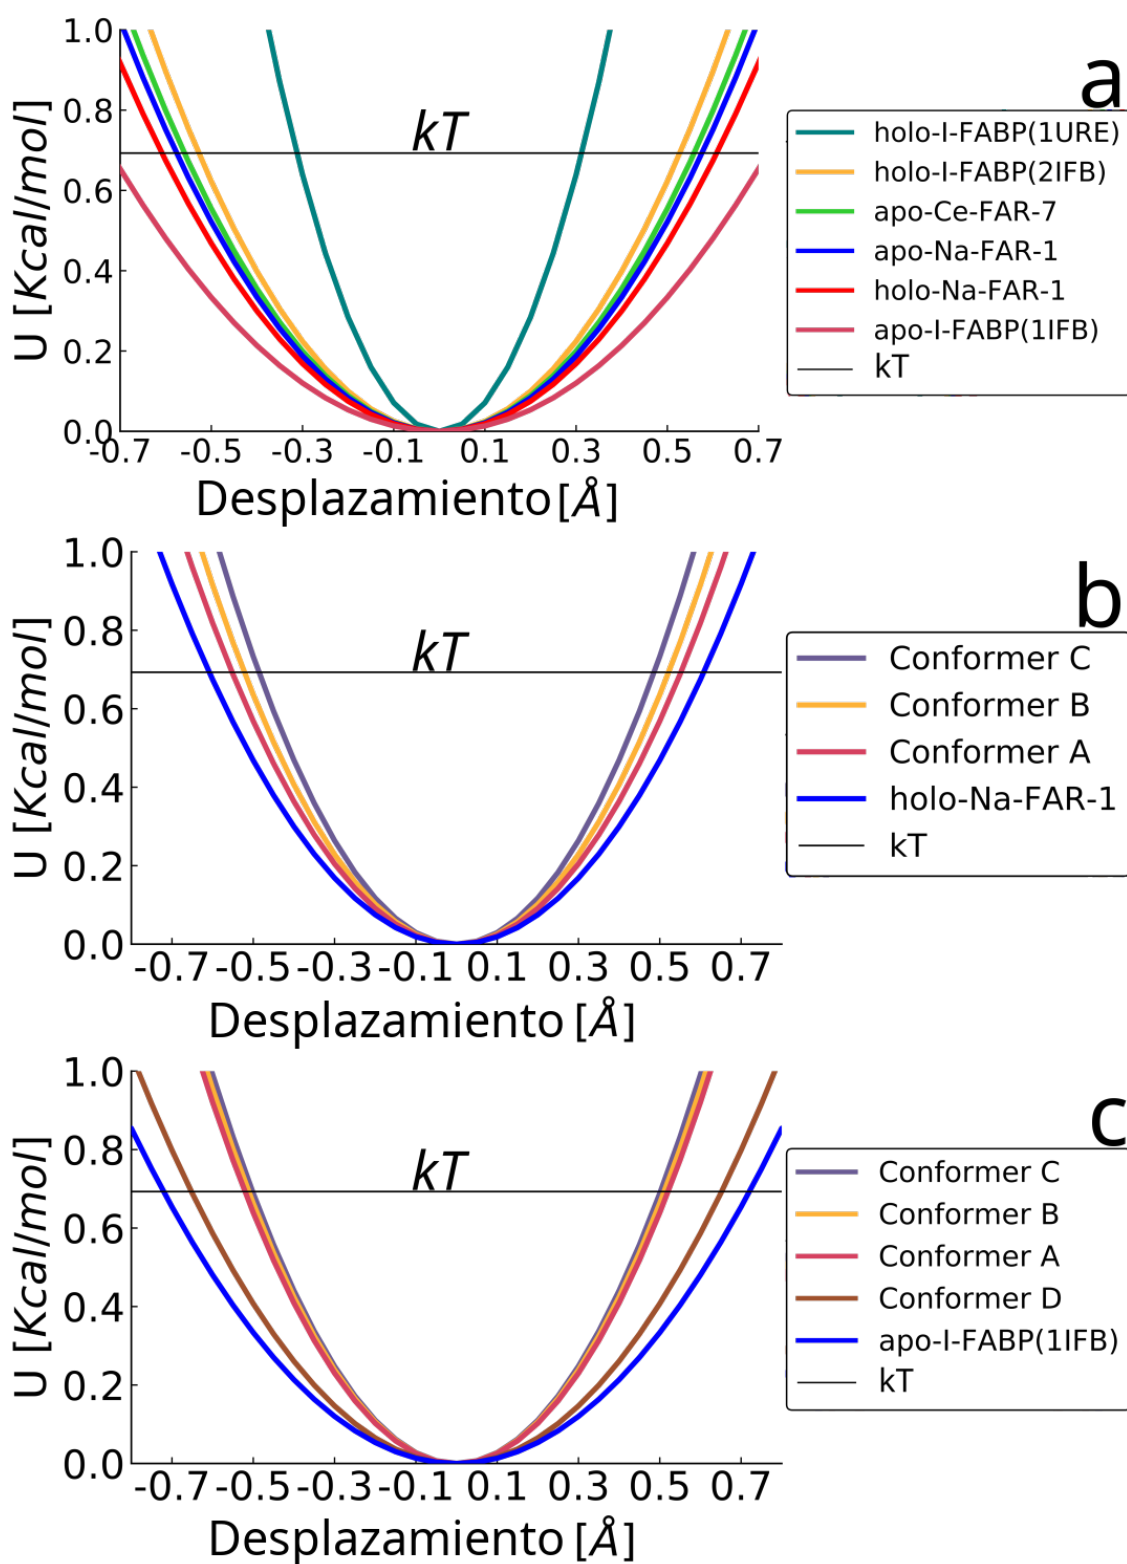 a
U [Kcal/mol]
1.0
0.8
0.6
0.4
0.2
0.0
kT
-0.7 -0.5 -0.3 -0.1 0.1 0.3 0.5 0.7
Desplazamiento [Å]
holo-I-FABP(1URE)
holo-I-FABP(2IFB)
apo-Ce-FAR-7
apo-Na-FAR-1
holo-Na-FAR-1
apo-I-FABP(1IFB)
kT
b
U [Kcal/mol]
1.0
0.8
0.6
0.4
0.2
0.0
kT
-0.7 -0.5 -0.3 -0.1 0.1 0.3 0.5 0.7
Desplazamiento [Å]
Conformer C
Conformer B
Conformer A
holo-Na-FAR-1
kT
c
U [Kcal/mol]
1.0
0.8
0.6
0.4
0.2
0.0
kT
-0.7 -0.5 -0.3 -0.1 0.1 0.3 0.5 0.7
Desplazamiento [Å]
Conformer C
Conformer B
Conformer A
Conformer D
apo-I-FABP(1IFB)
kT